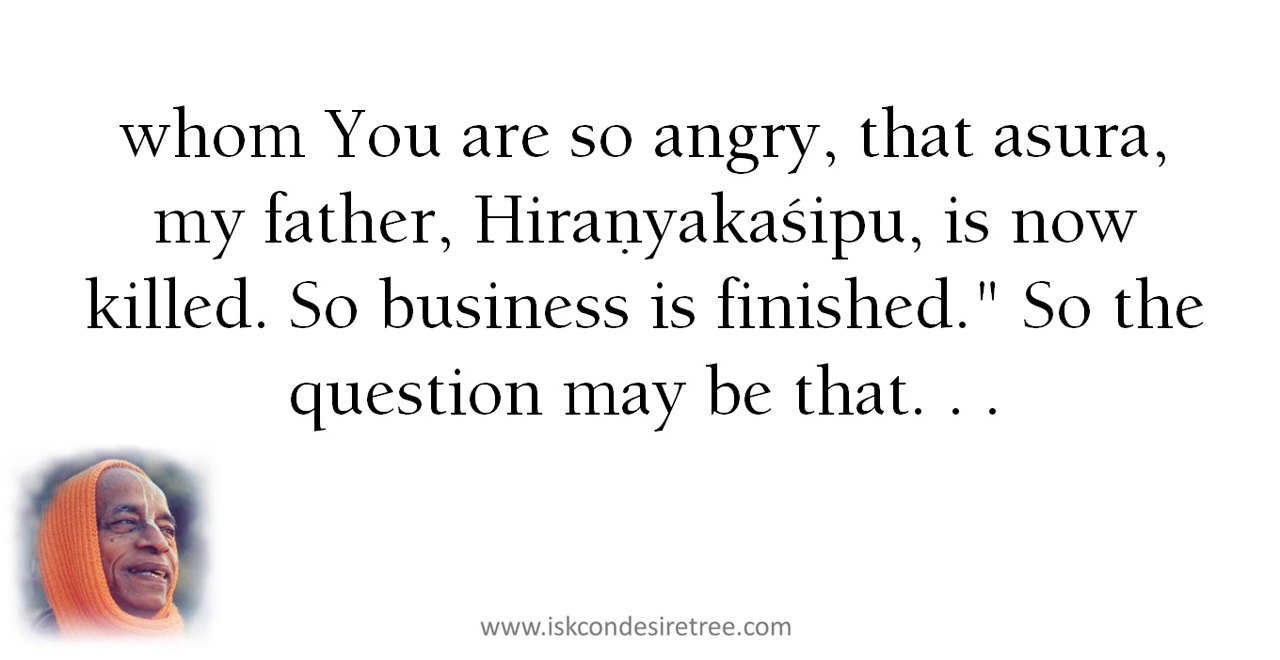 whom You are so angry, that asura,
my father, Hiraṇyakaśipu, is now
killed. So business is finished." So the
question may be that. . .
www.iskcondesiretree.com